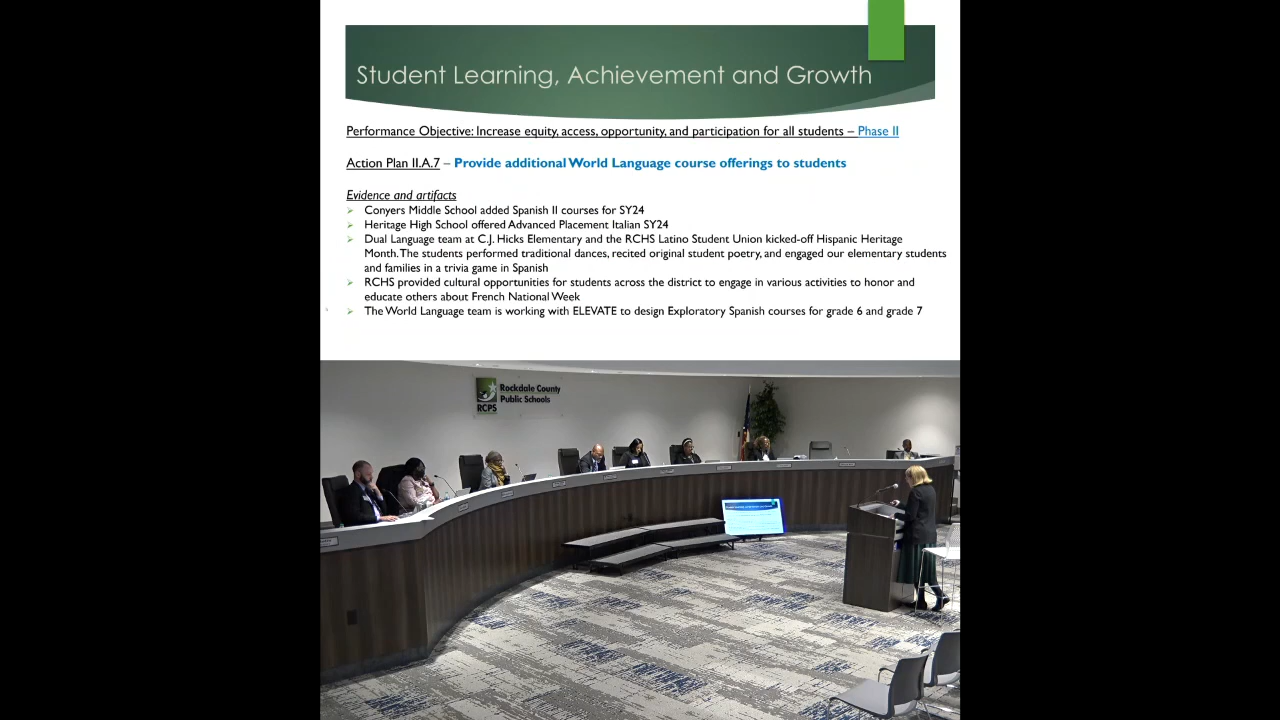 Student Learning, Achievement and Growth
Performance Objective: Increase equity, access, opportunity, and participation for all students – Phase II
Action Plan II.A.7 – Provide additional World Language course offerings to students
Evidence and artifacts
Conyers Middle School added Spanish II courses for SY24
Heritage High School offered Advanced Placement Italian SY24
Dual Language team at C.J. Hicks Elementary and the RCHS Latino Student Union kicked-off Hispanic Heritage
Month. The students performed traditional dances, recited original student poetry, and engaged our elementary students
and families in a trivia game in Spanish
RCHS provided cultural opportunities for students across the district to engage in various activities to honor and
educate others about French National Week
The World Language team is working with ELEVATE to design Exploratory Spanish courses for grade 6 and grade 7
Rockdale County
Public Schools
RCPS